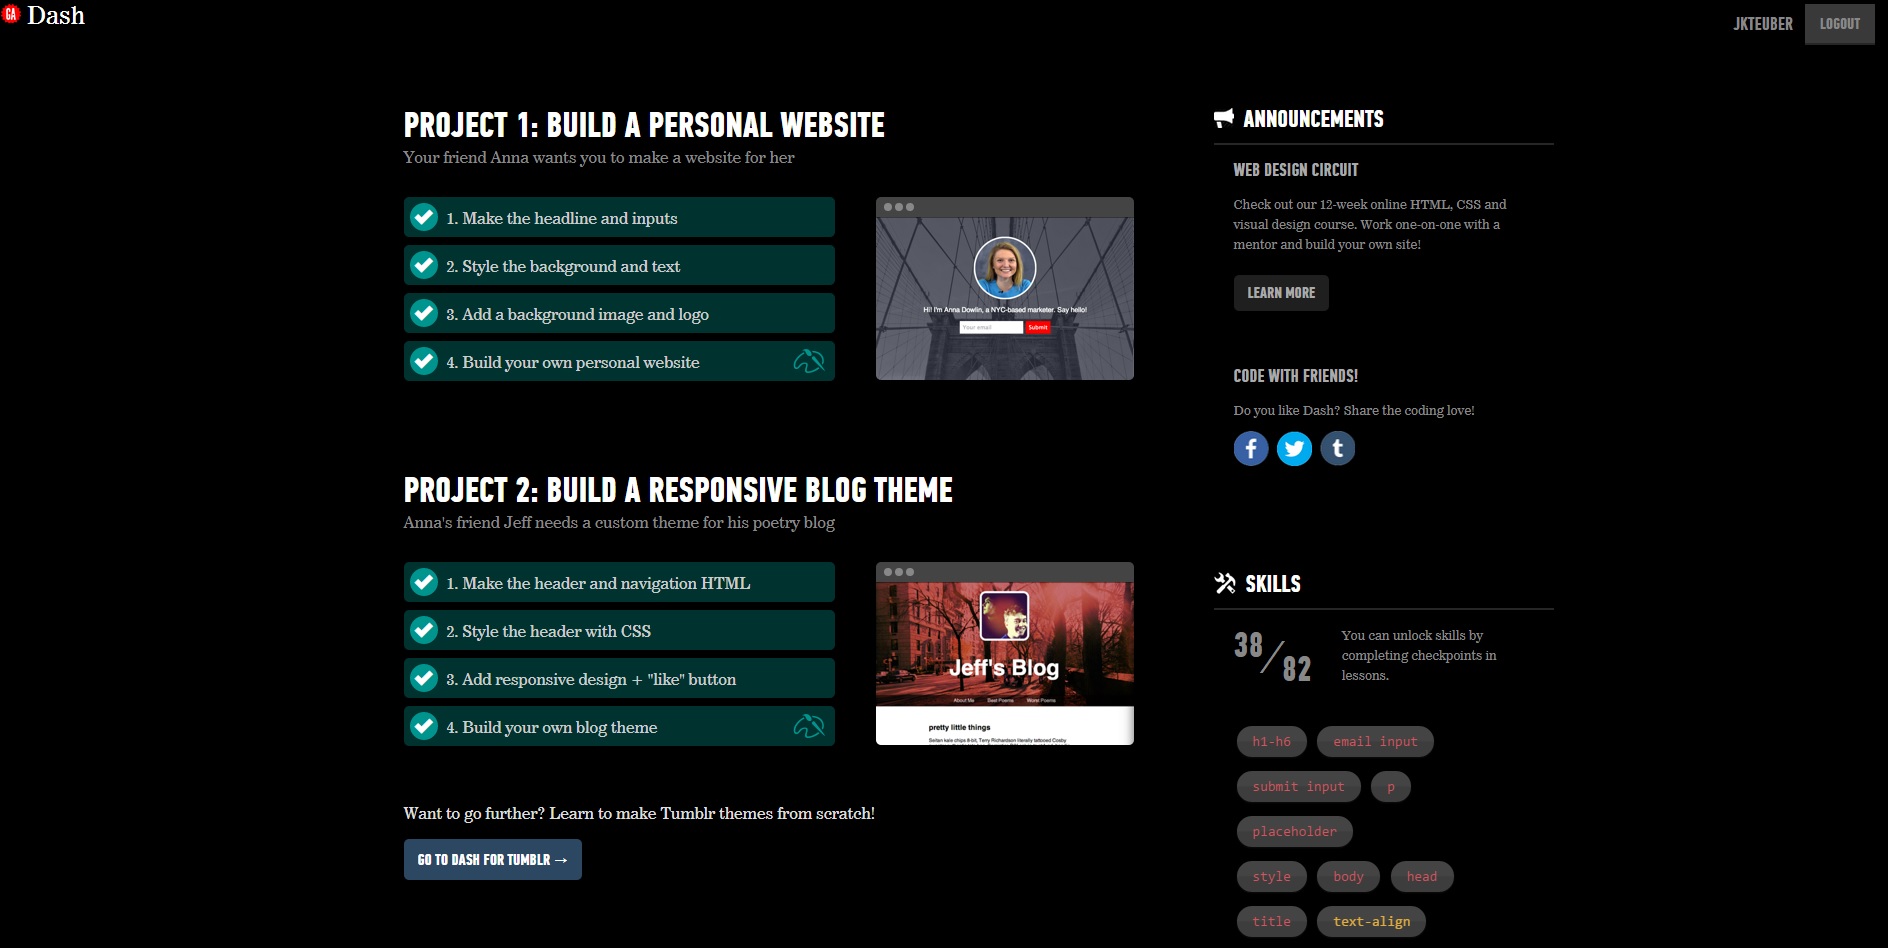 GA Dash
JKTEUBER
LOGOUT
PROJECT 1: BUILD A PERSONAL WEBSITE
Your friend Anna wants you to make a website for her
1. Make the headline and inputs
2. Style the background and text
3. Add a background image and logo
4. Build your own personal website
Hi! I'm Anna Dowlin, a NYC-based marketer. Say hello!
Your email
Submit
PROJECT 2: BUILD A RESPONSIVE BLOG THEME
Anna's friend Jeff needs a custom theme for his poetry blog
1. Make the header and navigation HTML
2. Style the header with CSS
3. Add responsive design + "like" button
4. Build your own blog theme
Jeff's Blog
About Me Best Poems Worst Poems
pretty little things
Seitan kale chips 8-bit, Terry Richardson literally tattooed Cosby
Want to go further? Learn to make Tumblr themes from scratch!
GO TO DASH FOR TUMBLR →
ANNOUNCEMENTS
WEB DESIGN CIRCUIT
Check out our 12-week online HTML, CSS and
visual design course. Work one-on-one with a
mentor and build your own site!
LEARN MORE
CODE WITH FRIENDS!
Do you like Dash? Share the coding love!
f t
SKILLS
38/82
You can unlock skills by
completing checkpoints in
lessons.
h1-h6 email input
submit input p
placeholder
style body head
title text-align